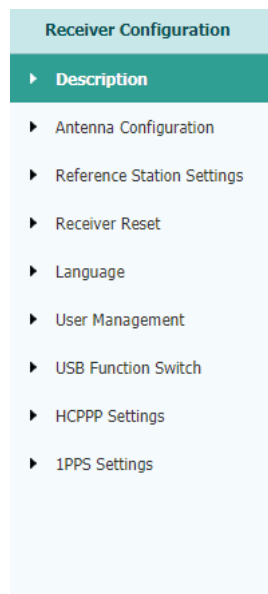 Receiver Configuration
Description
Antenna Configuration
Reference Station Settings
Receiver Reset
Language
User Management
USB Function Switch
HCPPP Settings
1PPS Settings